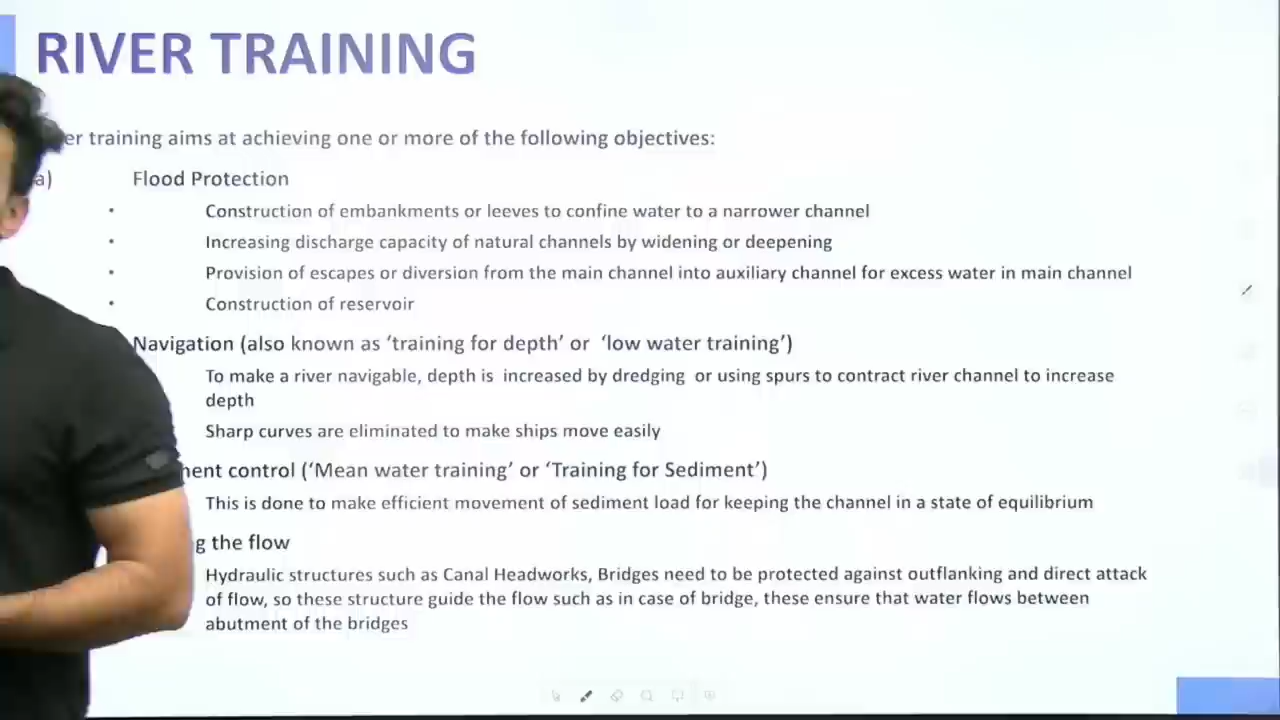 RIVER TRAINING
er training aims at achieving one or more of the following objectives:
a) Flood Protection
• Construction of embankments or leeves to confine water to a narrower channel
• Increasing discharge capacity of natural channels by widening or deepening
• Provision of escapes or diversion from the main channel into auxiliary channel for excess water in main channel
• Construction of reservoir
Navigation (also known as ‘training for depth’ or ‘low water training’)
To make a river navigable, depth is increased by dredging or using spurs to contract river channel to increase
depth
Sharp curves are eliminated to make ships move easily
ment control (‘Mean water training’ or ‘Training for Sediment’)
This is done to make efficient movement of sediment load for keeping the channel in a state of equilibrium
g the flow
Hydraulic structures such as Canal Headworks, Bridges need to be protected against outflanking and direct attack
of flow, so these structure guide the flow such as in case of bridge, these ensure that water flows between
abutment of the bridges